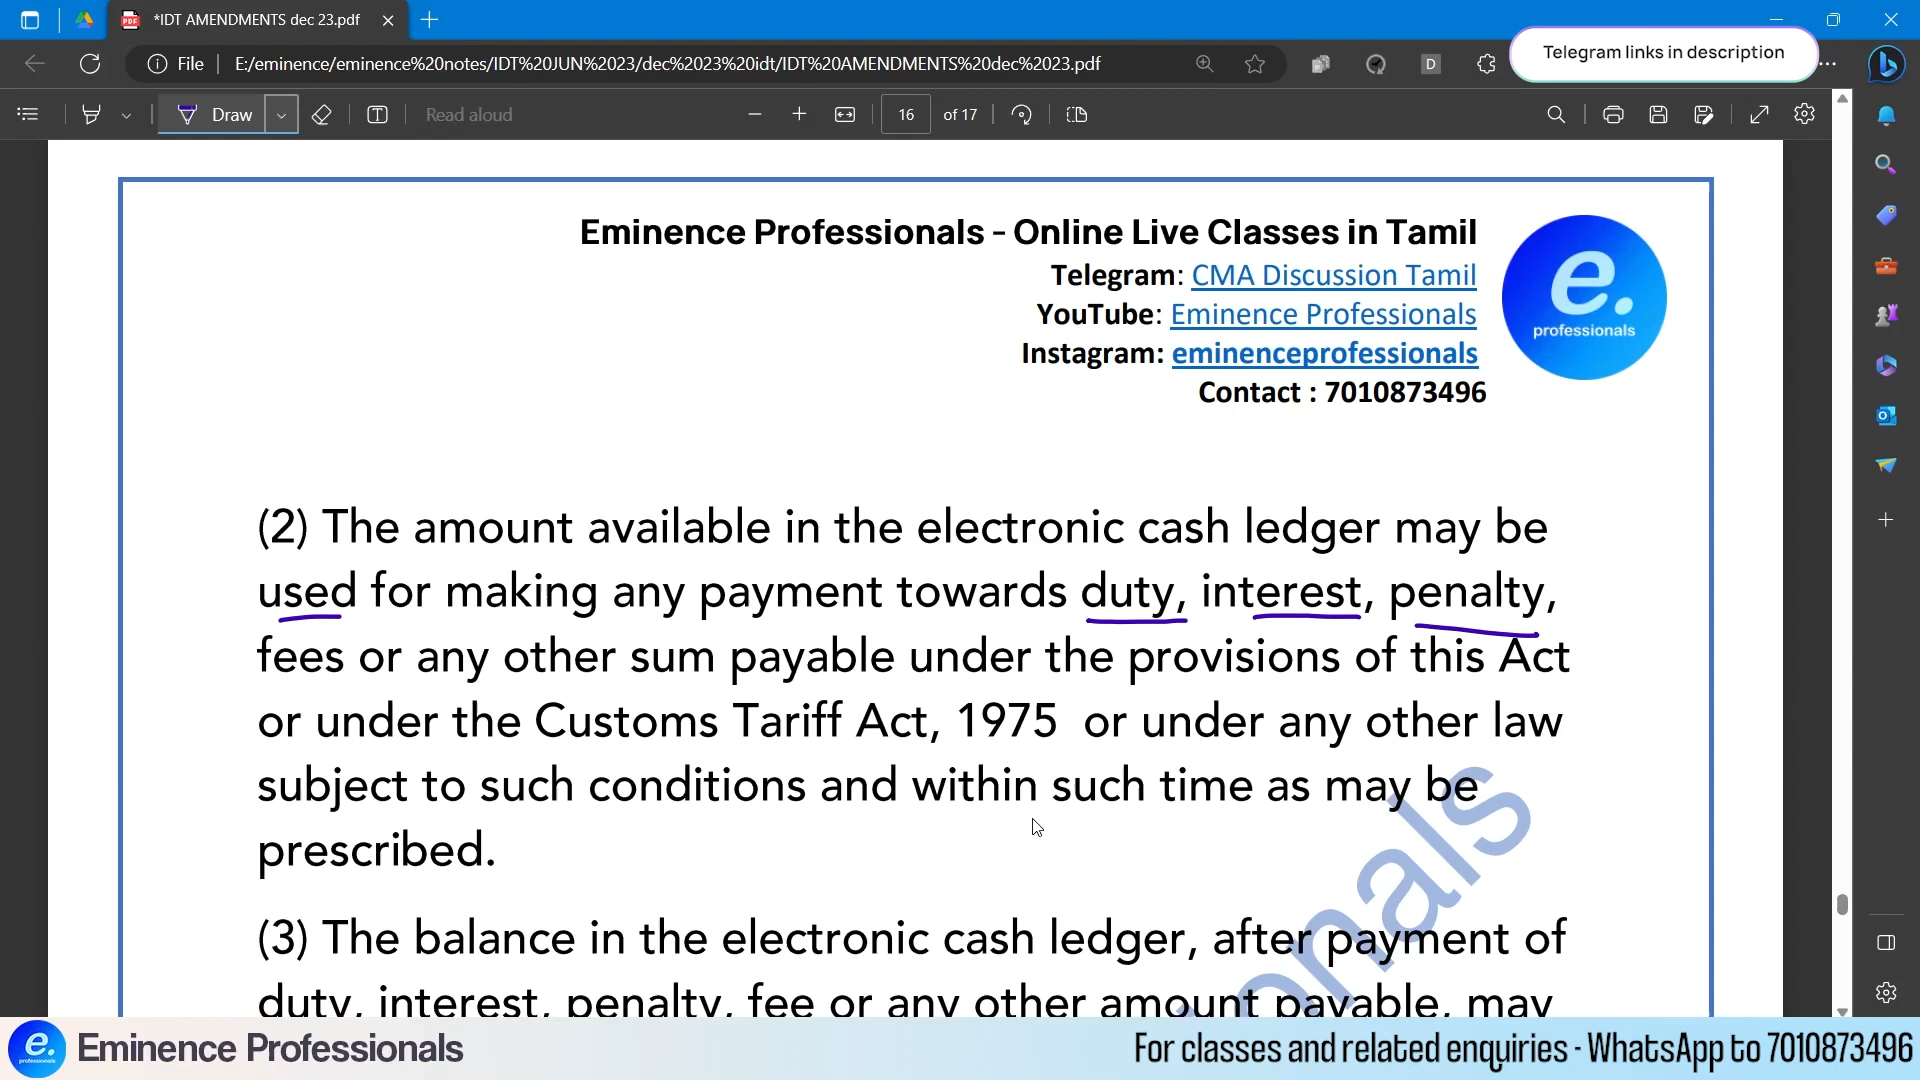 *IDT AMENDMENTS dec 23.pdf
Telegram links in description
File
E:/eminence/eminence%20notes/IDT%20JUN%2023/dec%2023%20idt/IDT%20AMENDMENTS%20dec%2023.pdf
D
Draw
Read aloud
16 of 17
Eminence Professionals - Online Live Classes in Tamil
Telegram: CMA Discussion Tamil
YouTube: Eminence Professionals
Instagram: eminenceprofessionals
Contact : 7010873496
e.
professionals
(2) The amount available in the electronic cash ledger may be
used for making any payment towards duty, interest, penalty,
fees or any other sum payable under the provisions of this Act
or under the Customs Tariff Act, 1975 or under any other law
subject to such conditions and within such time as may be
prescribed.
(3) The balance in the electronic cash ledger, after payment of
duty, interest, penalty, fee or any other amount payable, may
onals
e.
professionals
Eminence Professionals
For classes and related enquiries - WhatsApp to 7010873496